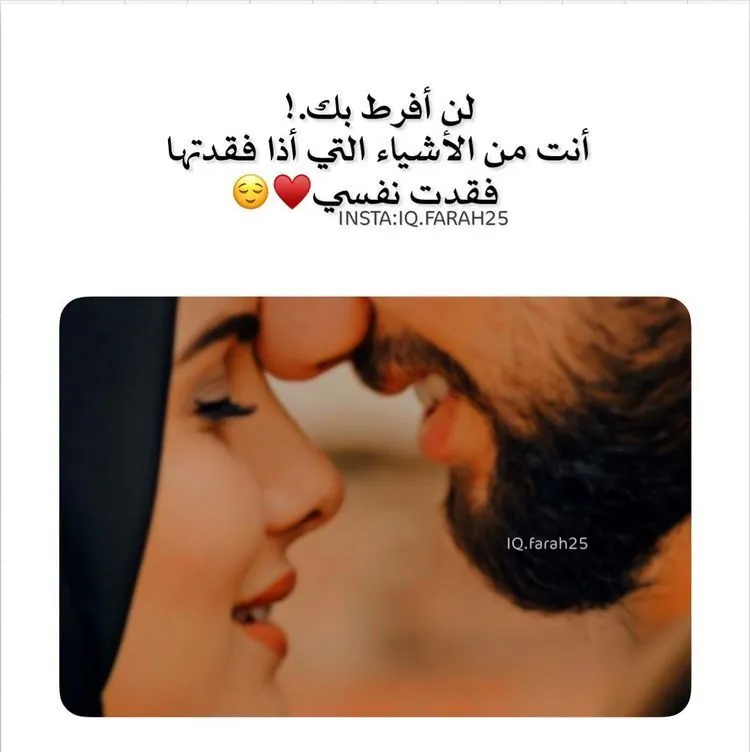 لن أفرط بك.!
أنت من الأشياء التي أذا فقدتها
فقدت نفسي♥️😌
INSTA:IQ.FARAH25
IQ.farah25